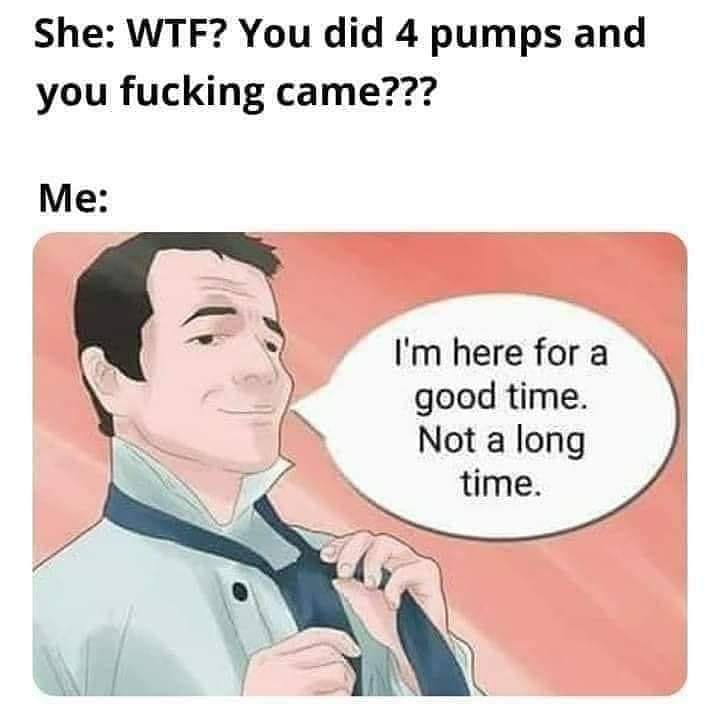 She: WTF? You did 4 pumps and
you fucking came???
Me:
I'm here for a
good time.
Not a long
time.